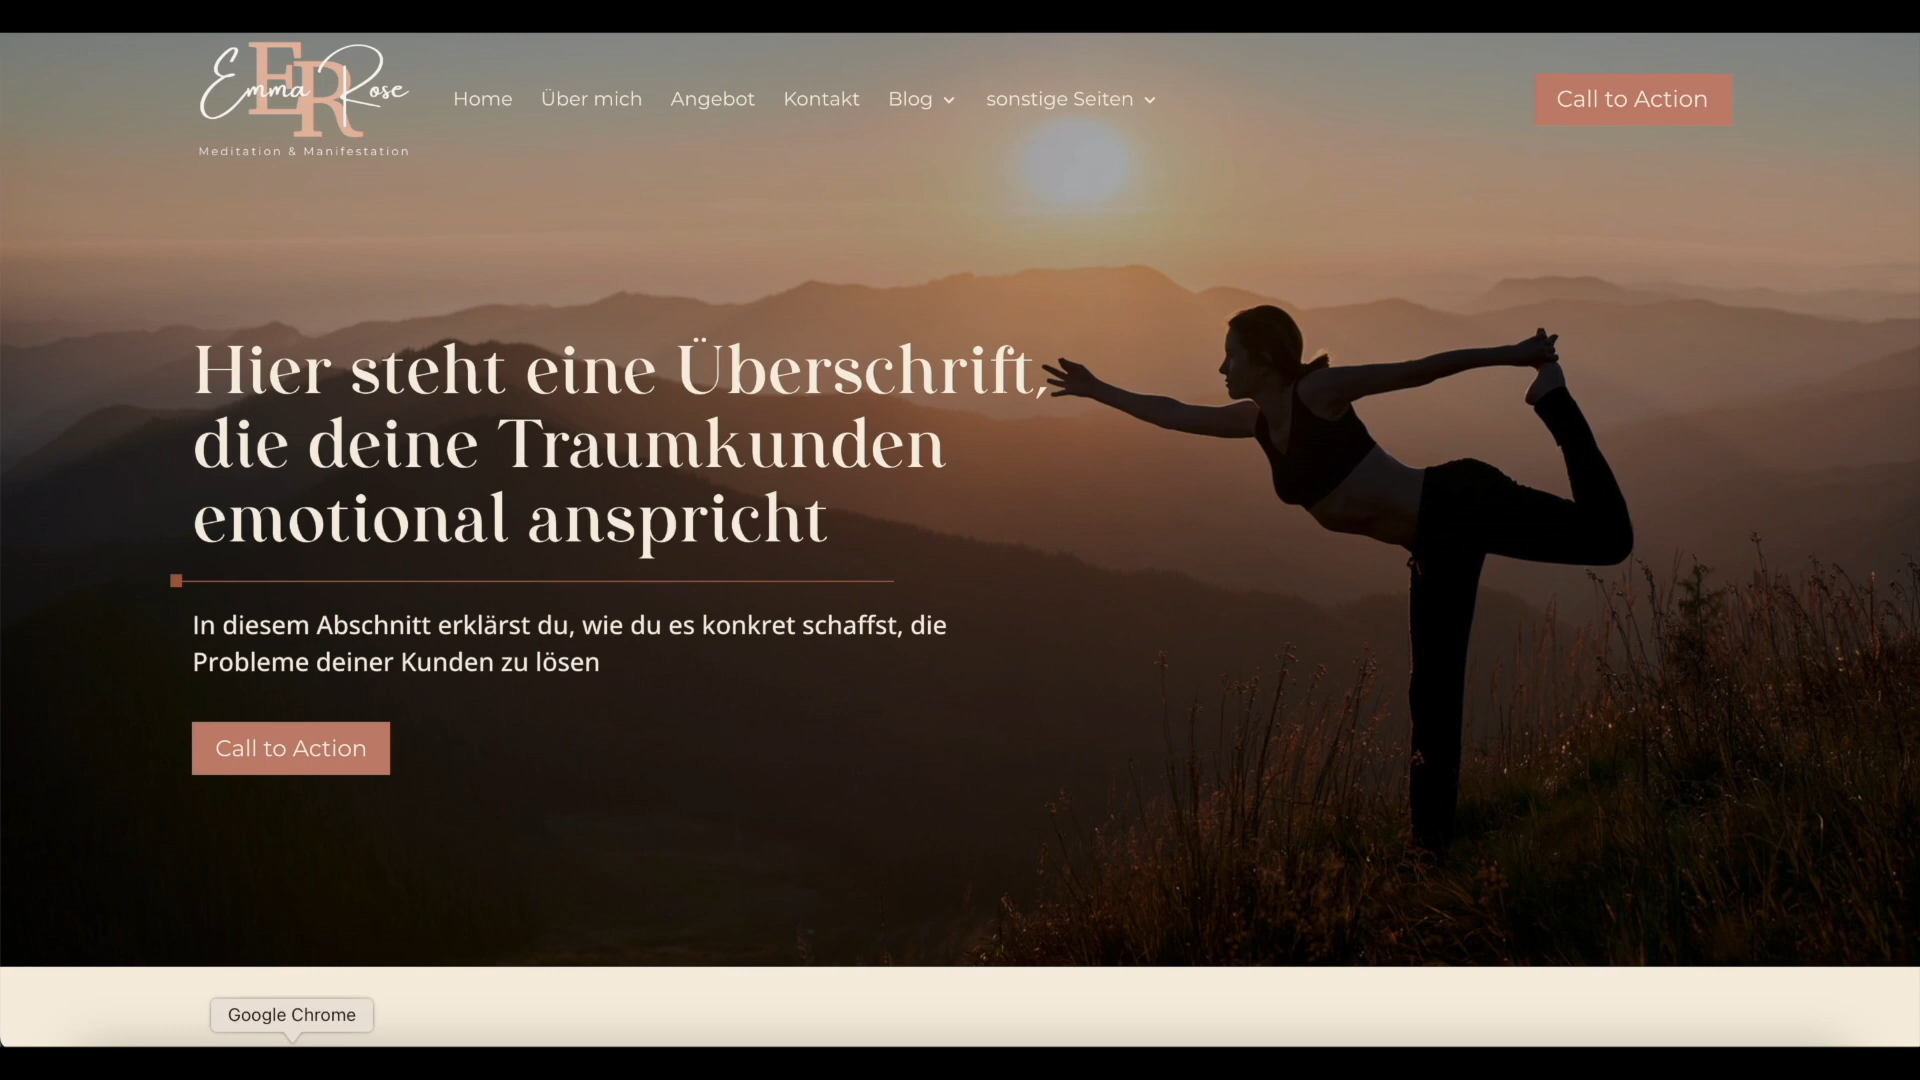 ER
Emma Rose
Meditation & Manifestation
Home
Über mich
Angebot
Kontakt
Blog
sonstige Seiten
Call to Action
Hier steht eine Überschrift,
die deine Traumkunden
emotional anspricht
In diesem Abschnitt erklärst du, wie du es konkret schaffst, die
Probleme deiner Kunden zu lösen
Call to Action
Google Chrome